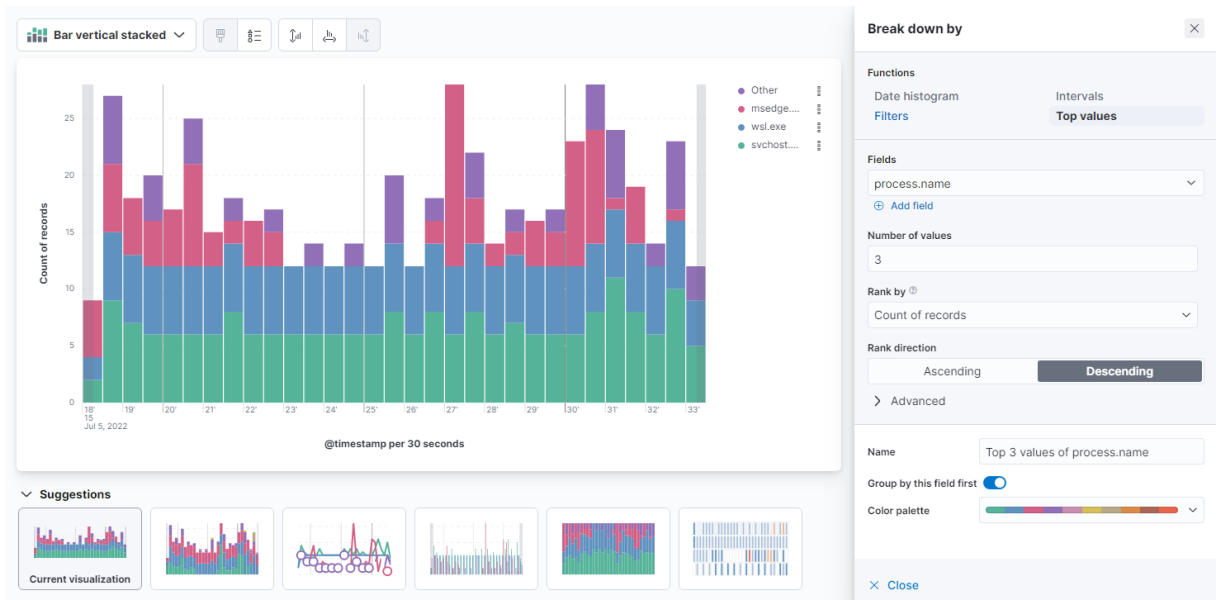 Bar vertical stacked
Count of records
25
20
15
10
5
0
18' 19' 20' 21' 22' 23' 24' 25' 26' 27' 28' 29' 30' 31' 32' 33'
15
Jul 5, 2022
@timestamp per 30 seconds
Other
msedge....
wsl.exe
svchost....
Suggestions
Current visualization
Break down by
Functions
Date histogram Intervals
Filters Top values
Fields
process.name
Add field
Number of values
3
Rank by
Count of records
Rank direction
Ascending Descending
Advanced
Name Top 3 values of process.name
Group by this field first
Color palette
Close